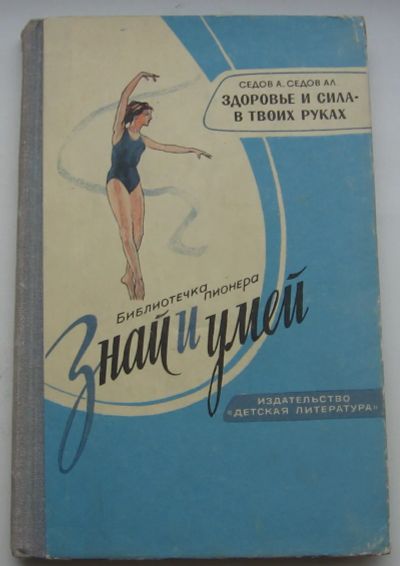 СЕДОВ А., СЕДОВ АЛ.
ЗДОРОВЬЕ И СИЛА-
В ТВОИХ РУКАХ
БИБЛИОТЕЧКА
ПИОНЕРА
Знай и умей
ИЗДАТЕЛЬСТВО
«ДЕТСКАЯ ЛИТЕРАТУРА»